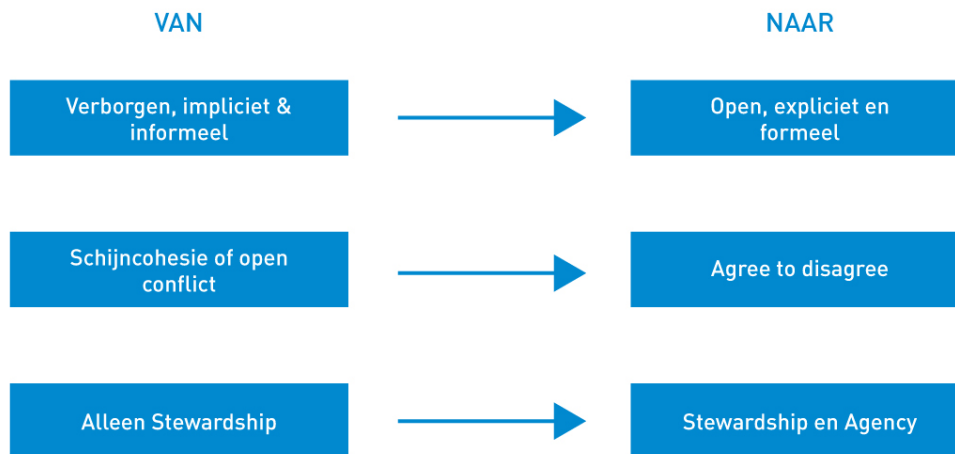 VAN
NAAR
Verborgen, impliciet &
informeel
Open, expliciet en
formeel
Schijncohesie of open
conflict
Agree to disagree
Alleen Stewardship
Stewardship en Agency